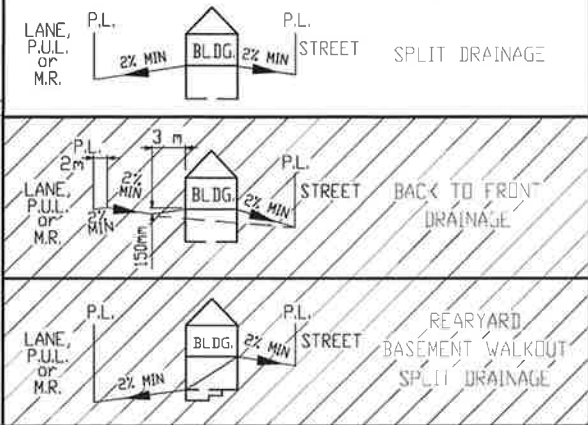 P.L.
P.L.
LANE,
P.U.L.
or
M.R.
2% MIN
BLDG.
2% MIN
STREET
SPLIT DRAINAGE
P.L.
2m
3 m
P.L.
LANE,
P.U.L.
or
M.R.
2%
MIN
2%
MIN
150mm
BLDG.
2% MIN
STREET
BACK TO FRONT
DRAINAGE
P.L.
P.L.
LANE,
P.U.L.
or
M.R.
2% MIN
BLDG.
2% MIN
STREET
REARYARD
BASEMENT WALKOUT
SPLIT DRAINAGE